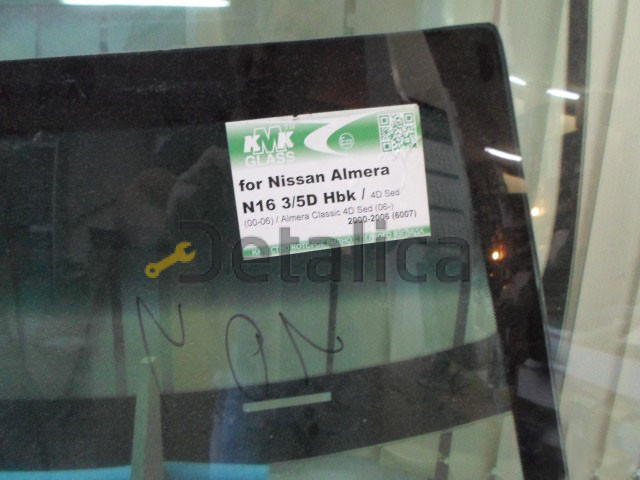 KMK
GLASS
for Nissan Almera
N16 3/5D Hbk / 4D Sed
(00-06) / Almera Classic 4D Sed (06-)
2000-2006 (6007)
Detalica